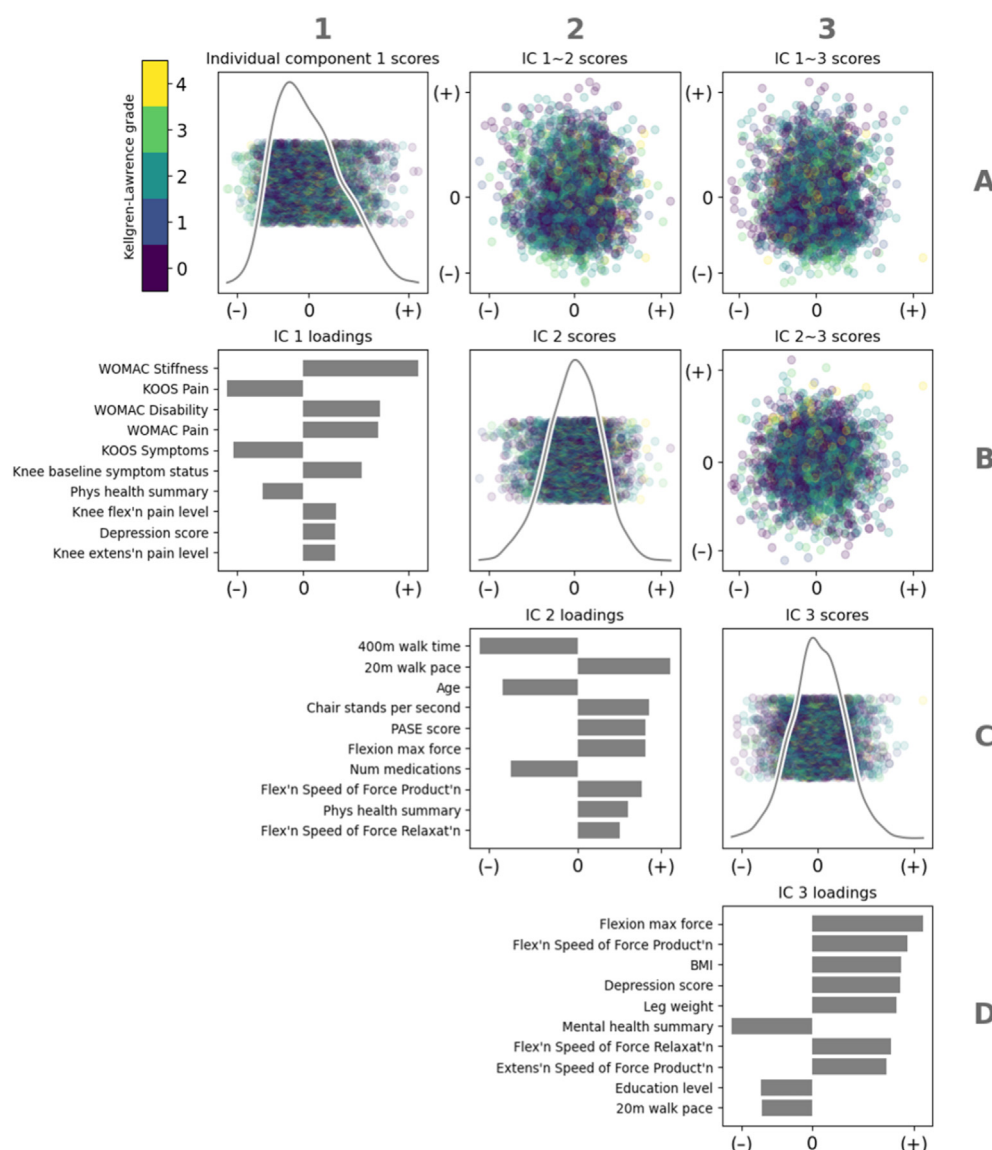 1
2
3
Individual component 1 scores
IC 1~2 scores
IC 1~3 scores
Kellgren-Lawrence grade
4
3
2
1
0
(+)
0
(–)
(+)
0
(–)
A
(–) 0 (+)
(–) 0 (+)
(–) 0 (+)
IC 1 loadings
IC 2 scores
IC 2~3 scores
WOMAC Stiffness
KOOS Pain
WOMAC Disability
WOMAC Pain
KOOS Symptoms
Knee baseline symptom status
Phys health summary
Knee flex'n pain level
Depression score
Knee extens'n pain level
(+)
0
(–)
B
(–) 0 (+)
(–) 0 (+)
(–) 0 (+)
IC 2 loadings
IC 3 scores
400m walk time
20m walk pace
Age
Chair stands per second
PASE score
Flexion max force
Num medications
Flex'n Speed of Force Product'n
Phys health summary
Flex'n Speed of Force Relaxat'n
C
(–) 0 (+)
(–) 0 (+)
IC 3 loadings
Flexion max force
Flex'n Speed of Force Product'n
BMI
Depression score
Leg weight
Mental health summary
Flex'n Speed of Force Relaxat'n
Extens'n Speed of Force Product'n
Education level
20m walk pace
D
(–) 0 (+)